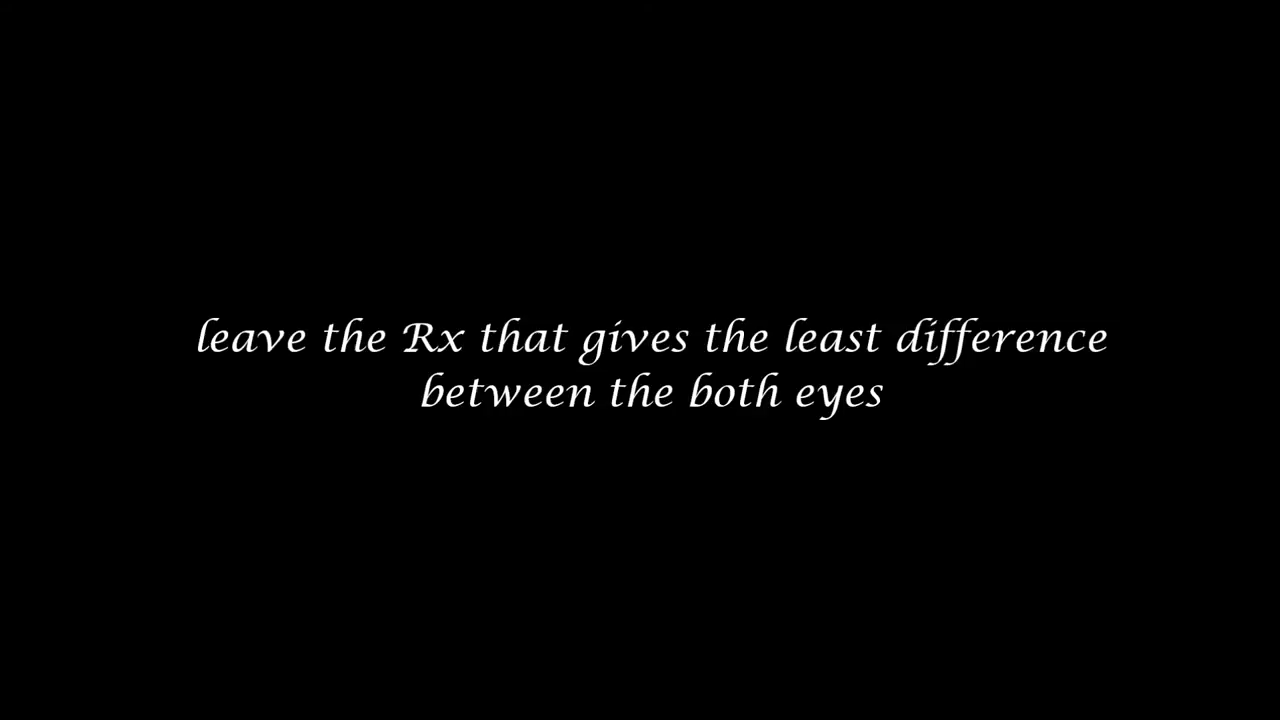 leave the Rx that gives the least difference
between the both eyes